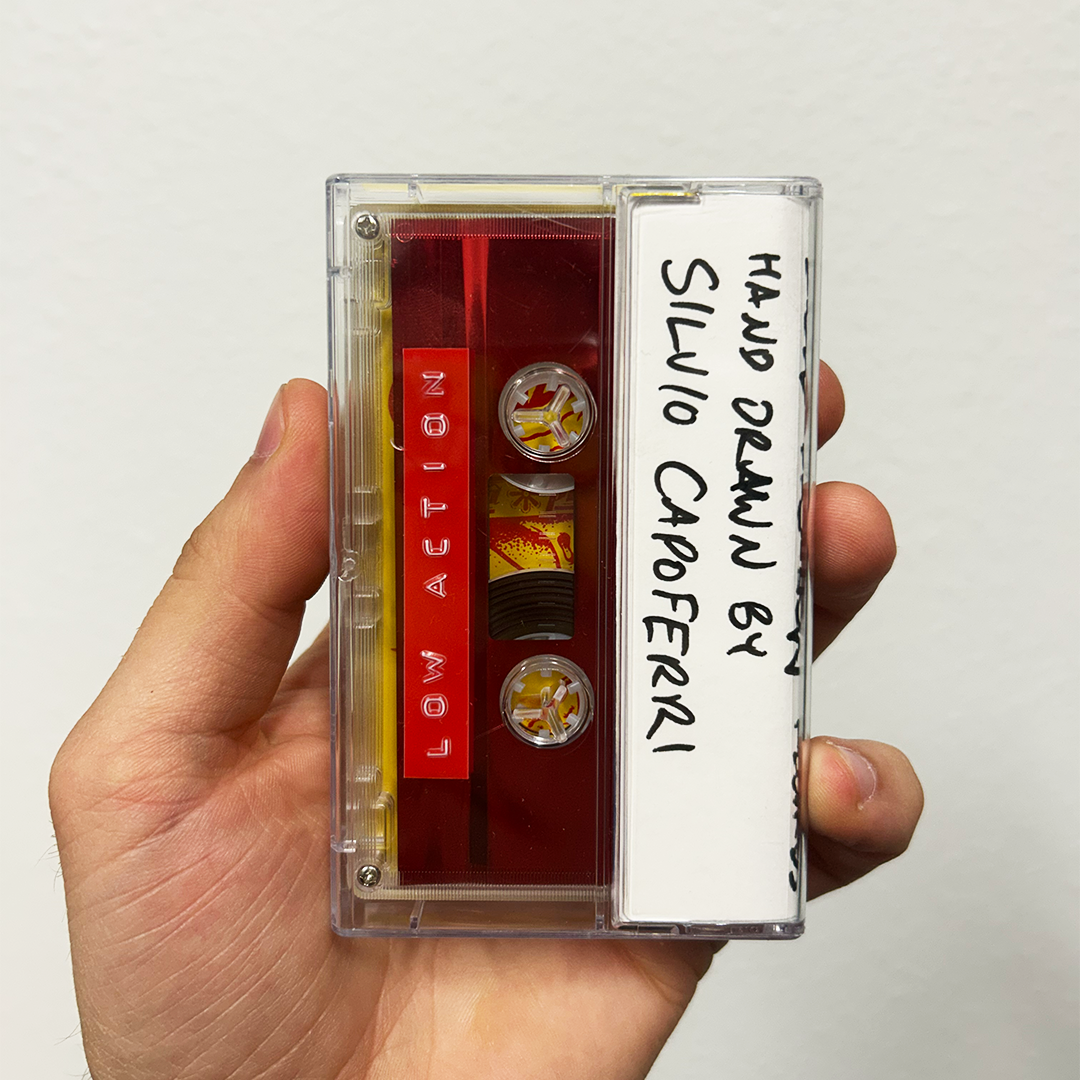 LOW ACTION
HAND DRAWN BY
SILVIO CAPOFERRI